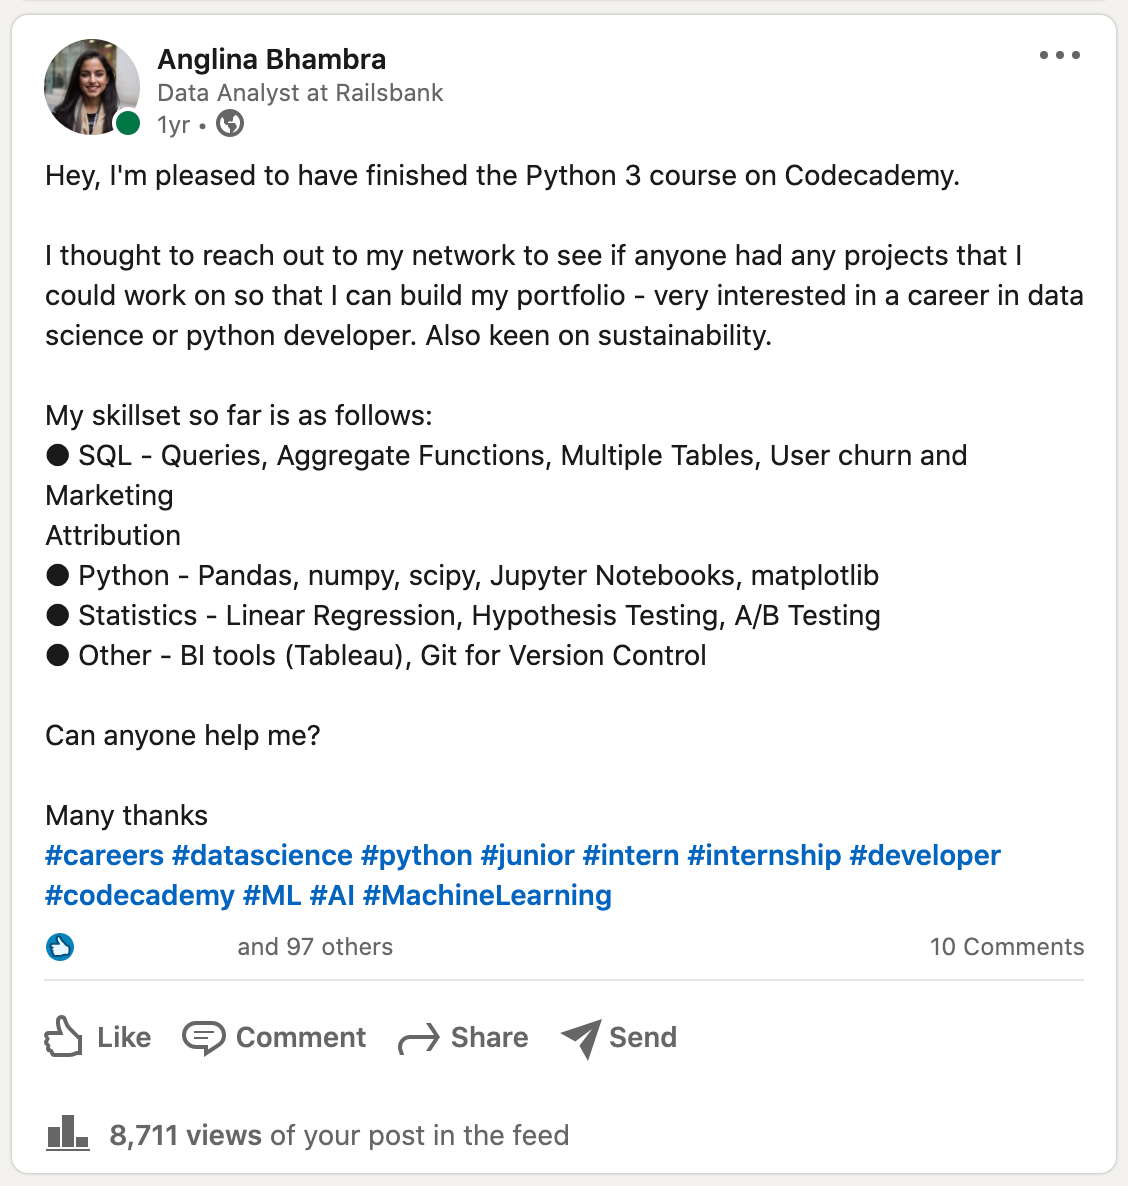 Anglina Bhambra
Data Analyst at Railsbank
1yr •
Hey, I'm pleased to have finished the Python 3 course on Codecademy.
I thought to reach out to my network to see if anyone had any projects that I
could work on so that I can build my portfolio - very interested in a career in data
science or python developer. Also keen on sustainability.
My skillset so far is as follows:
● SQL - Queries, Aggregate Functions, Multiple Tables, User churn and
Marketing
Attribution
● Python - Pandas, numpy, scipy, Jupyter Notebooks, matplotlib
● Statistics - Linear Regression, Hypothesis Testing, A/B Testing
● Other - BI tools (Tableau), Git for Version Control
Can anyone help me?
Many thanks
#careers #datascience #python #junior #intern #internship #developer
#codecademy #ML #AI #MachineLearning
and 97 others 10 Comments
Like Comment Share Send
8,711 views of your post in the feed